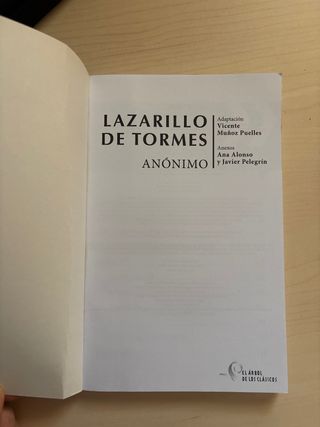 LAZARILLO
DE TORMES
ANÓNIMO
Adaptación
Vicente
Muñoz Puelles
Anexos
Ana Alonso
y Javier Pelegrín
EL ÁRBOL
DE LOS CLÁSICOS